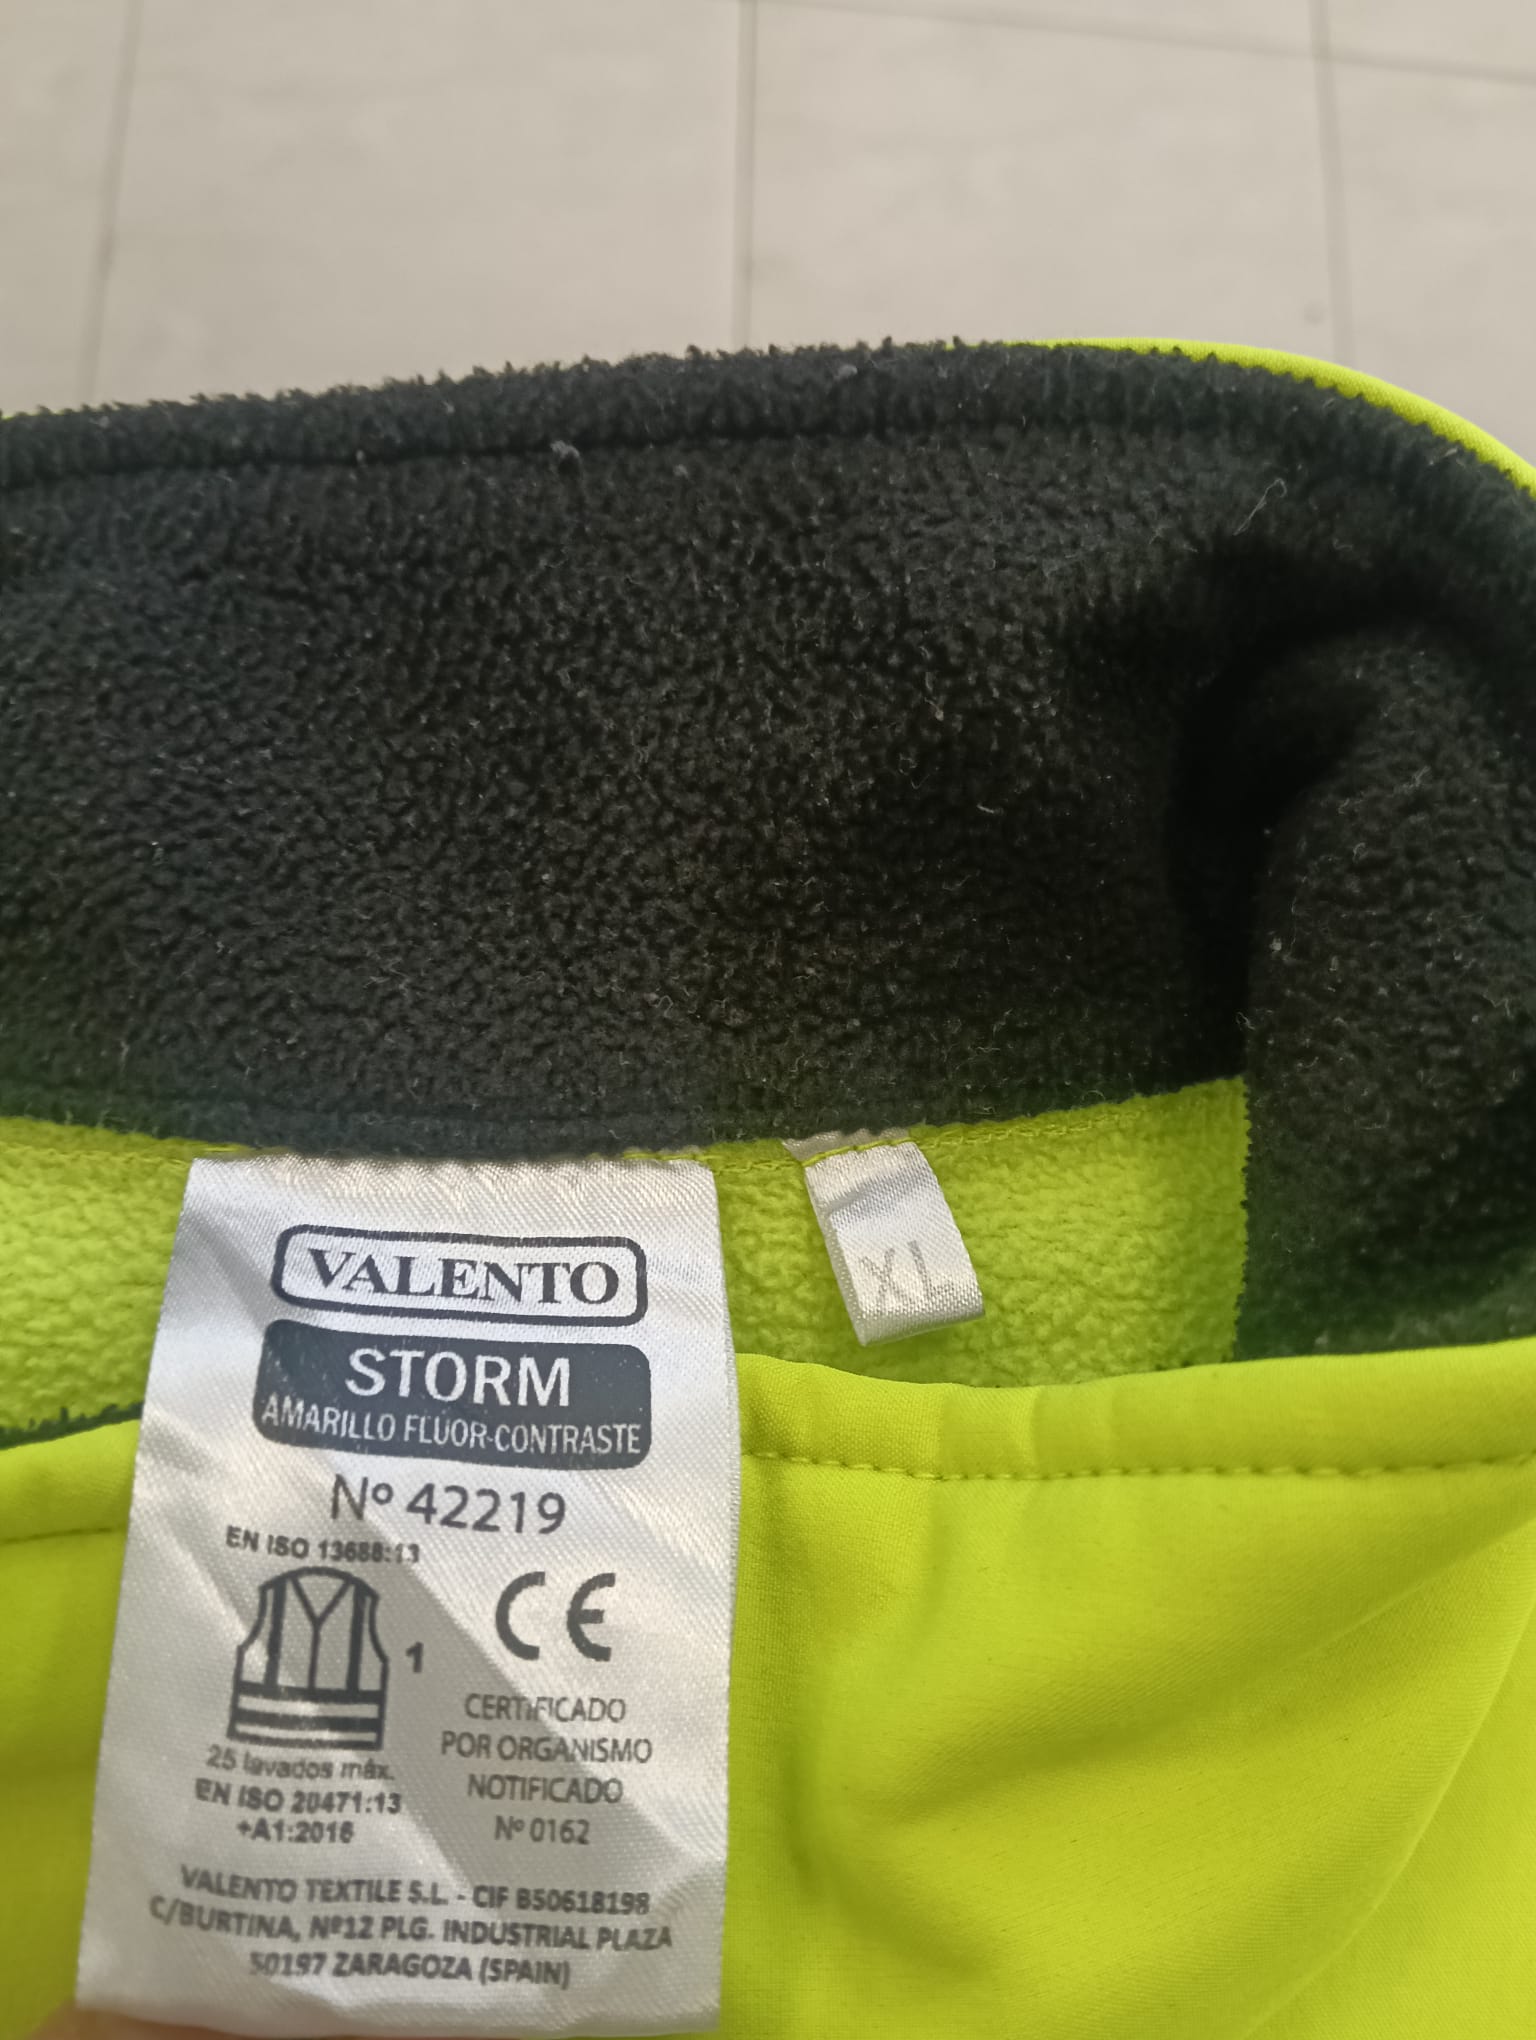 VALENTO
XL
STORM
AMARILLO FLUOR-CONTRASTE
Nº 42219
EN ISO 13688:13
CE
1
CERTIFICADO
POR ORGANISMO
NOTIFICADO
Nº 0162
25 lavados máx.
EN ISO 20471:13
+A1:2016
VALENTO TEXTILE S.L. - CIF B50618198
C/BURTINA, Nº12 PLG. INDUSTRIAL PLAZA
50197 ZARAGOZA (SPAIN)